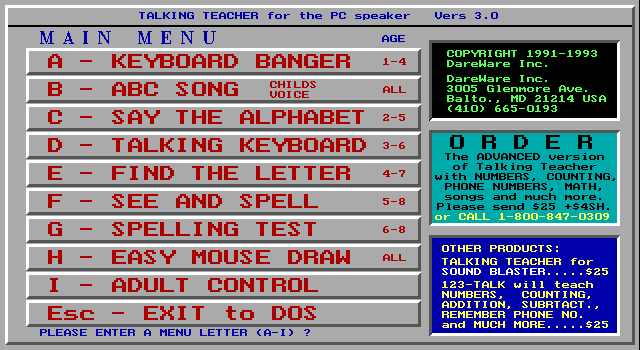 TALKING TEACHER for the PC speaker Vers 3.0
MAIN MENU AGE
A - KEYBOARD BANGER 1-4
B - ABC SONG CHILDS VOICE ALL
C - SAY THE ALPHABET 2-5
D - TALKING KEYBOARD 3-6
E - FIND THE LETTER 4-7
F - SEE AND SPELL 5-8
G - SPELLING TEST 6-8
H - EASY MOUSE DRAW ALL
I - ADULT CONTROL
Esc - EXIT to DOS
PLEASE ENTER A MENU LETTER (A-I) ?
COPYRIGHT 1991-1993
DareWare Inc.
DareWare Inc.
3005 Glenmore Ave.
Balto., MD 21214 USA
(410) 665-0193
ORDER
The ADVANCED version
of Talking Teacher
with NUMBERS, COUNTING,
PHONE NUMBERS, MATH,
songs and much more.
Please send $25 +$4SH.
or CALL 1-800-847-0309
OTHER PRODUCTS:
TALKING TEACHER for
SOUND BLASTER.....$25
123-TALK will teach
NUMBERS, COUNTING,
ADDITION, SUBRTACT.,
REMEMBER PHONE NO.
and MUCH MORE.....$25